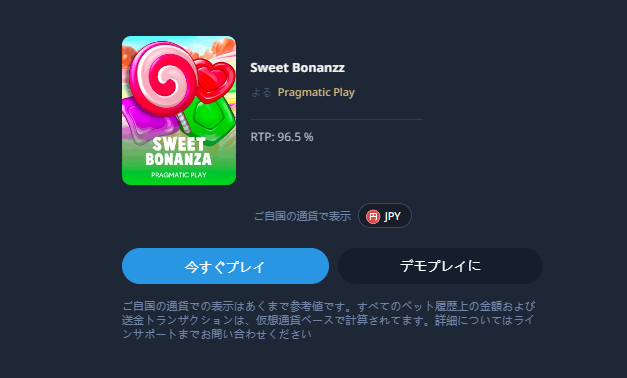 SWEET
BONANZA
PRAGMATIC PLAY
Sweet Bonanzz
よる Pragmatic Play
RTP: 96.5 %
ご自国の通貨で表示 円 JPY
今すぐプレイ
デモプレイに
ご自国の通貨での表示はあくまで参考値です。すべてのベット履歴上の金額および
送金トランザクションは、仮想通貨ベースで計算されてます。詳細についてはライ
ンサポートまでお問い合わせください